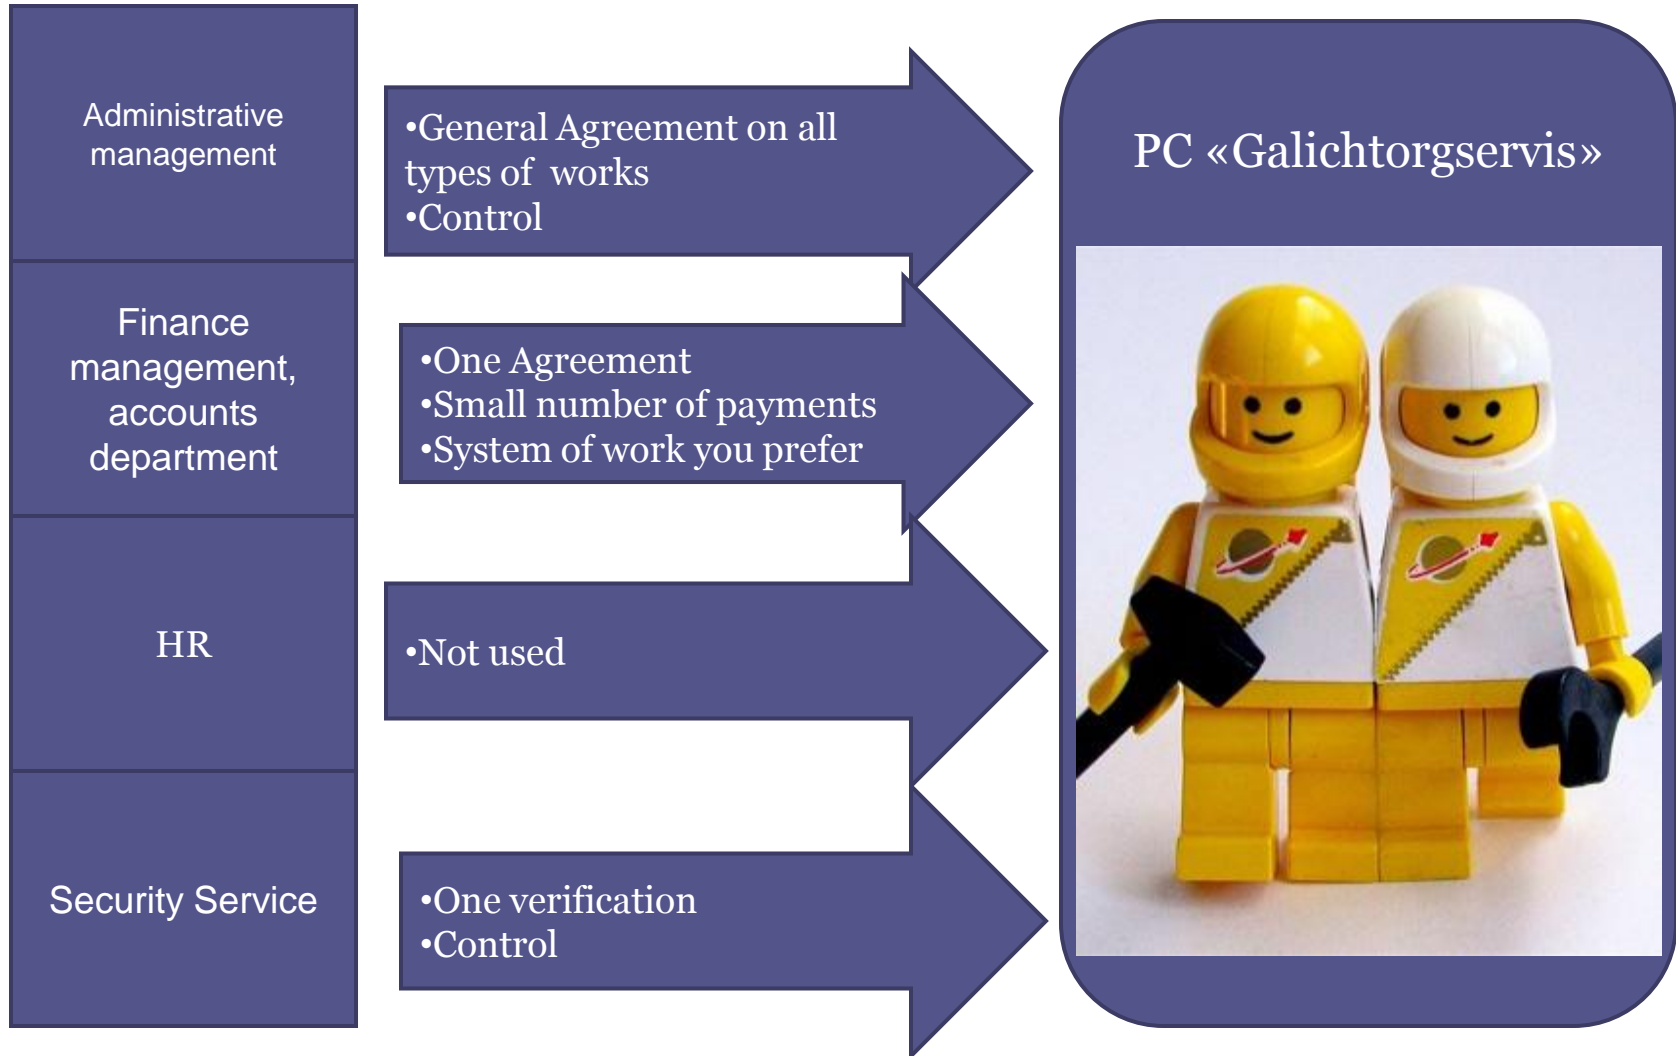 Administrative
management
•General Agreement on all
types of works
•Control
PC «Galichtorgservis»
Finance
management,
accounts
department
•One Agreement
•Small number of payments
•System of work you prefer
HR
•Not used
Security Service
•One verification
•Control